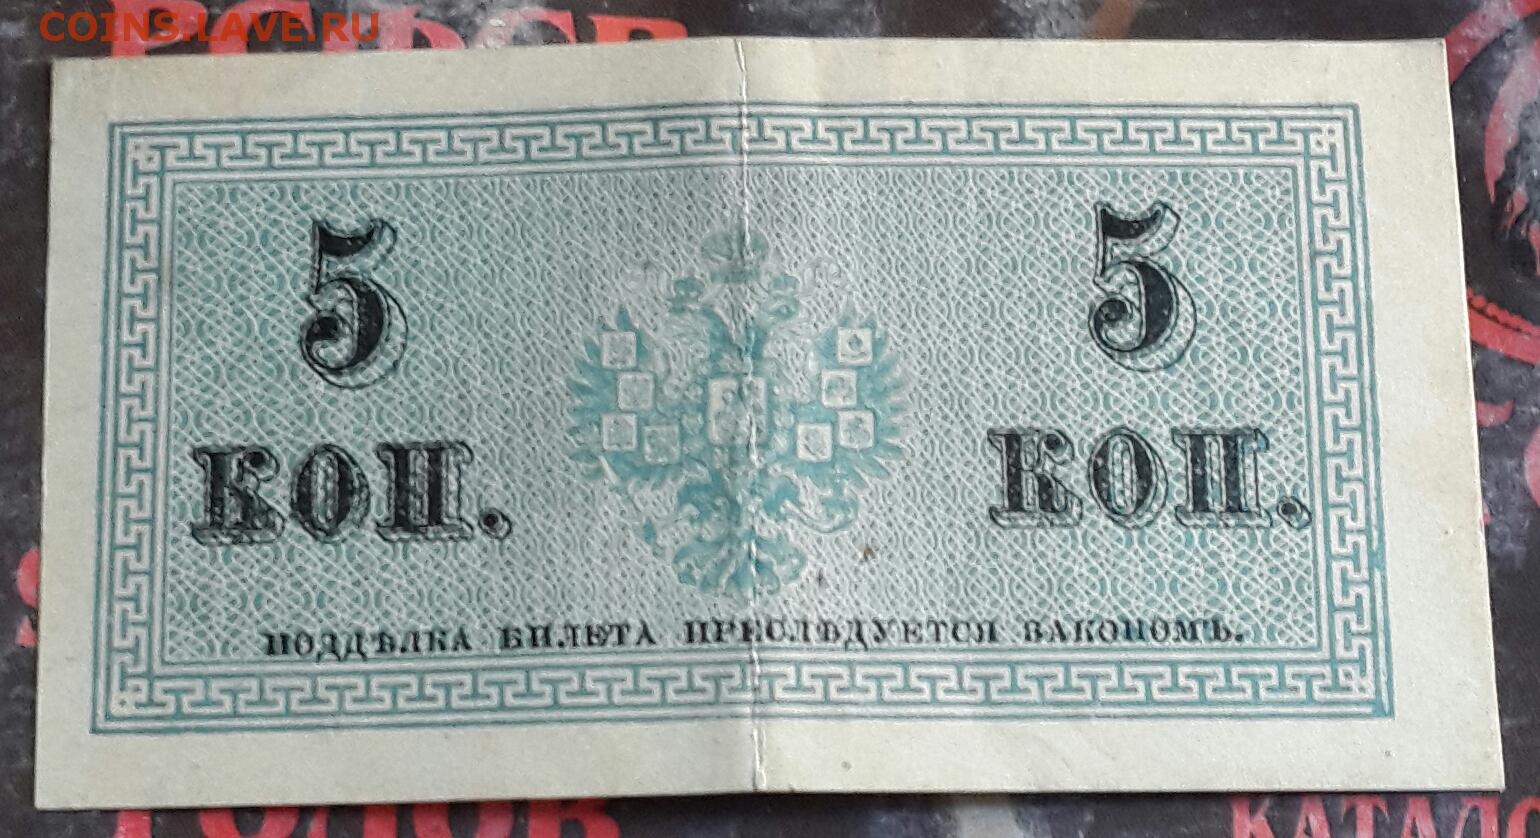 COINS.LAVE.RU
5 5
КОП. КОП.
ПОДДѢЛКА БИЛЕТА ПРЕСЛѢДУЕТСЯ ЗАКОНОМЪ.